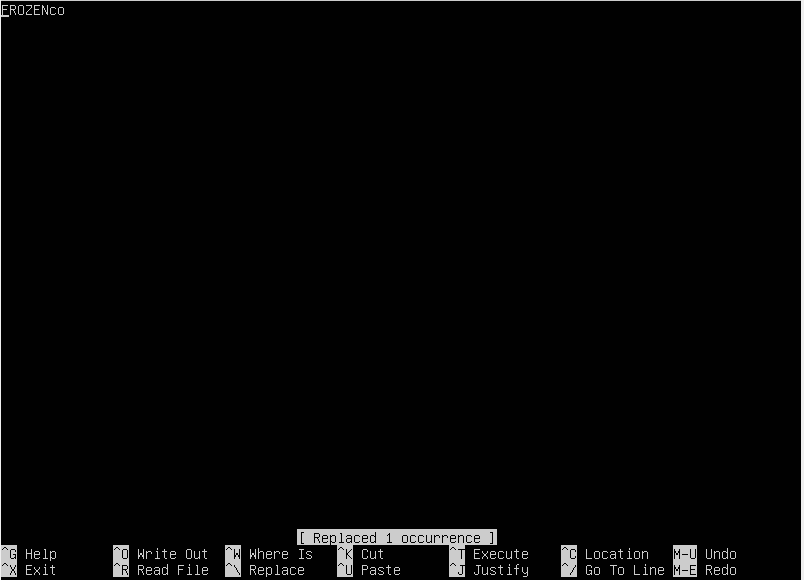 FROZENco
[ Replaced 1 occurrence ]
^G Help ^O Write Out ^W Where Is ^K Cut ^T Execute ^C Location M-U Undo
^X Exit ^R Read File ^\ Replace ^U Paste ^J Justify ^/ Go To Line M-E Redo